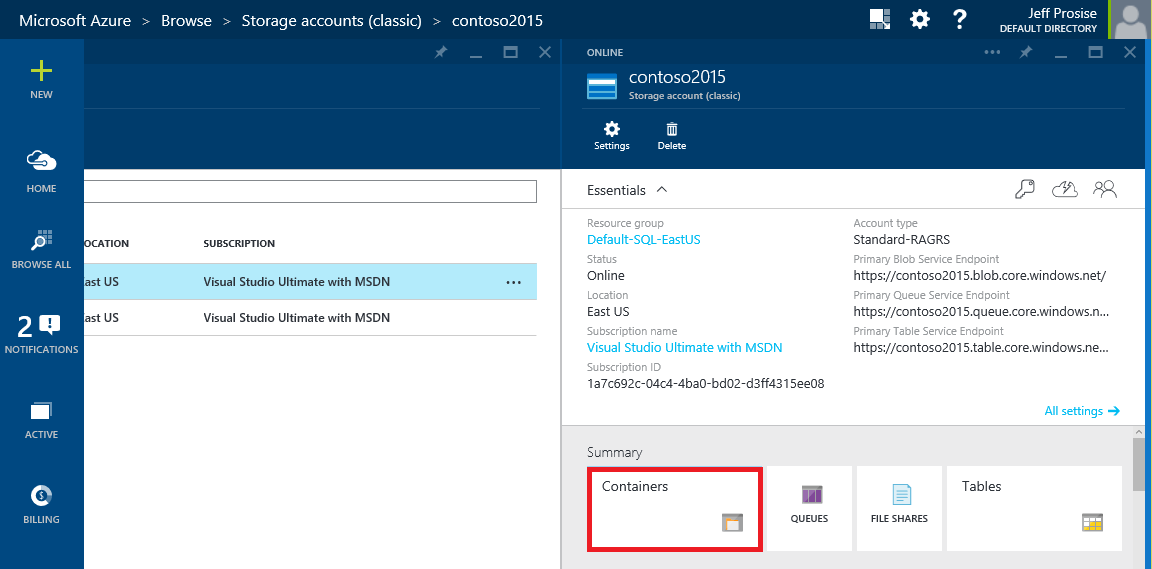 Microsoft Azure > Browse > Storage accounts (classic) > contoso2015
?
Jeff Prosise
DEFAULT DIRECTORY
NEW
HOME
BROWSE ALL
2
NOTIFICATIONS
ACTIVE
BILLING
OCATION SUBSCRIPTION
ast US Visual Studio Ultimate with MSDN ...
ast US Visual Studio Ultimate with MSDN
ONLINE
contoso2015
Storage account (classic)
Settings Delete
Essentials
Resource group
Default-SQL-EastUS
Status
Online
Location
East US
Subscription name
Visual Studio Ultimate with MSDN
Subscription ID
1a7c692c-04c4-4ba0-bd02-d3ff4315ee08
Account type
Standard-RAGRS
Primary Blob Service Endpoint
https://contoso2015.blob.core.windows.net/
Primary Queue Service Endpoint
https://contoso2015.queue.core.windows.n...
Primary Table Service Endpoint
https://contoso2015.table.core.windows.ne...
All settings →
Summary
Containers
QUEUES
FILE SHARES
Tables